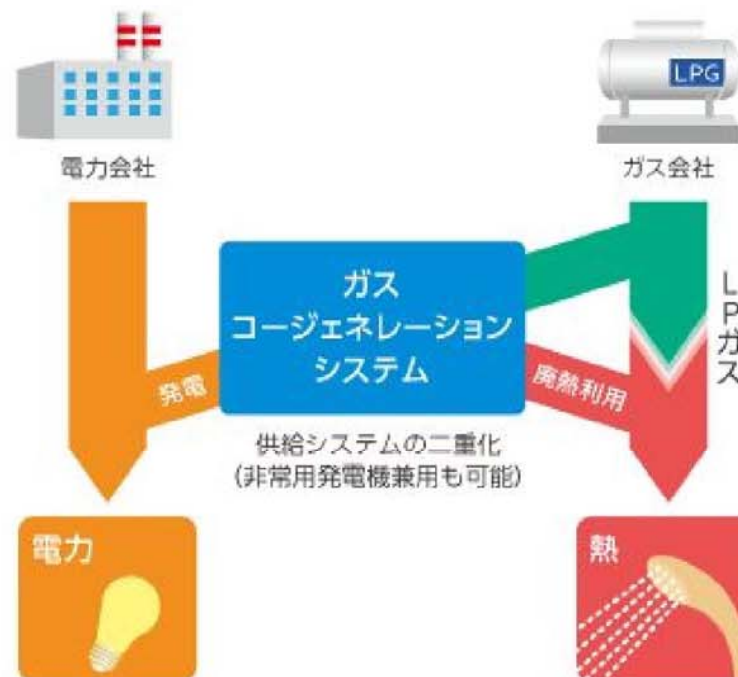 LPG
電力会社
ガス会社
ガス
コージェネレーション
システム
LPガス
発電
廃熱利用
供給システムの二重化
(非常用発電機兼用も可能)
電力
熱